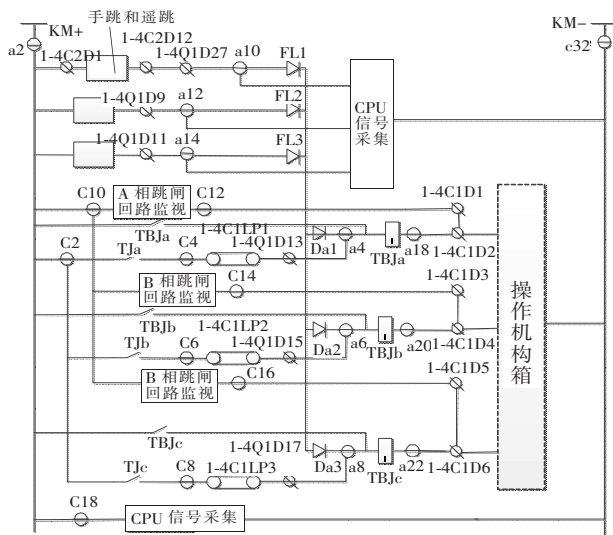 手跳和遥跳
KM+
KM−
a2
1-4C2D1
1-4C2D12
1-4Q1D27
a10
FL1
c32
1-4Q1D9
a12
FL2
CPU
信号
采集
1-4Q1D11
a14
FL3
C10
A 相跳闸
回路监视
C12
1-4C1D1
TBJa
1-4C1LP1
C2
TJa
C4
1-4Q1D13
Da1
a4
TBJa
a18
1-4C1D2
B 相跳闸
回路监视
C14
1-4C1D3
操作机构箱
TBJb
1-4C1LP2
TJb
C6
1-4Q1D15
Da2
a6
TBJb
a20
1-4C1D4
B 相跳闸
回路监视
C16
1-4C1D5
TBJc
1-4Q1D17
TJc
C8
1-4C1LP3
Da3
a8
TBJc
a22
1-4C1D6
C18
CPU 信号采集